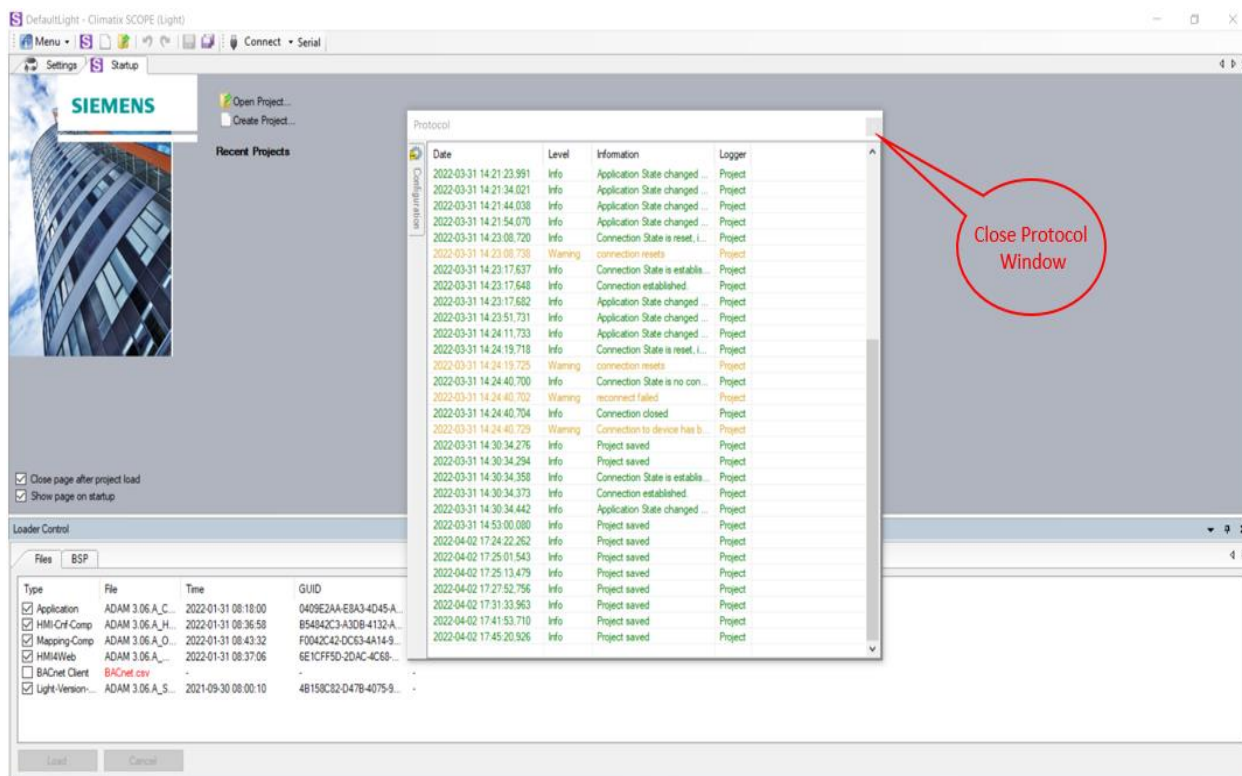 DefaultLight - Climatix SCOPE (Light)
Menu Connect Serial
Settings Startup
SIEMENS
Open Project...
Create Project...
Recent Projects
Close page after project load
Show page on startup
Protocol
Configuration
Date Level Information Logger
2022-03-31 14:21:23,991 Info Application State changed ... Project
2022-03-31 14:21:34,021 Info Application State changed ... Project
2022-03-31 14:21:44,038 Info Application State changed ... Project
2022-03-31 14:21:54,070 Info Application State changed ... Project
2022-03-31 14:23:08,720 Info Connection State is reset, i... Project
2022-03-31 14:23:08,738 Warning connection resets Project
2022-03-31 14:23:17,637 Info Connection State is establis... Project
2022-03-31 14:23:17,648 Info Connection established. Project
2022-03-31 14:23:17,682 Info Application State changed ... Project
2022-03-31 14:23:51,731 Info Application State changed ... Project
2022-03-31 14:24:11,733 Info Application State changed ... Project
2022-03-31 14:24:19,718 Info Connection State is reset, i... Project
2022-03-31 14:24:19,725 Warning connection resets Project
2022-03-31 14:24:40,700 Info Connection State is no con... Project
2022-03-31 14:24:40,702 Warning reconnect failed Project
2022-03-31 14:24:40,704 Info Connection closed Project
2022-03-31 14:24:40,729 Warning Connection to device has b... Project
2022-03-31 14:30:34,276 Info Project saved Project
2022-03-31 14:30:34,294 Info Project saved Project
2022-03-31 14:30:34,358 Info Connection State is establis... Project
2022-03-31 14:30:34,373 Info Connection established. Project
2022-03-31 14:30:34,442 Info Application State changed ... Project
2022-03-31 14:53:00,080 Info Project saved Project
2022-04-02 17:24:22,262 Info Project saved Project
2022-04-02 17:25:01,543 Info Project saved Project
2022-04-02 17:25:13,479 Info Project saved Project
2022-04-02 17:27:52,756 Info Project saved Project
2022-04-02 17:31:33,963 Info Project saved Project
2022-04-02 17:41:53,710 Info Project saved Project
2022-04-02 17:45:20,926 Info Project saved Project
Close Protocol
Window
Loader Control
Files BSP
Type File Time GUID
Application ADAM 3.06.A_C... 2022-01-31 08:18:00 0409E2AA-E8A3-4D45-A...
HMI-Cnf-Comp ADAM 3.06.A_H... 2022-01-31 08:36:58 B54842C3-A3DB-4132-A...
Mapping-Comp ADAM 3.06.A_O... 2022-01-31 08:43:32 F0042C42-DC63-4A14-9...
HMI4Web ADAM 3.06.A_... 2022-01-31 08:37:06 6E1CFF5D-2DAC-4C68-...
BACnet Client BACnet.csv - - -
Light-Version-... ADAM 3.06.A_S... 2021-09-30 08:00:10 4B158C82-D47B-4075-9... -
Load Cancel